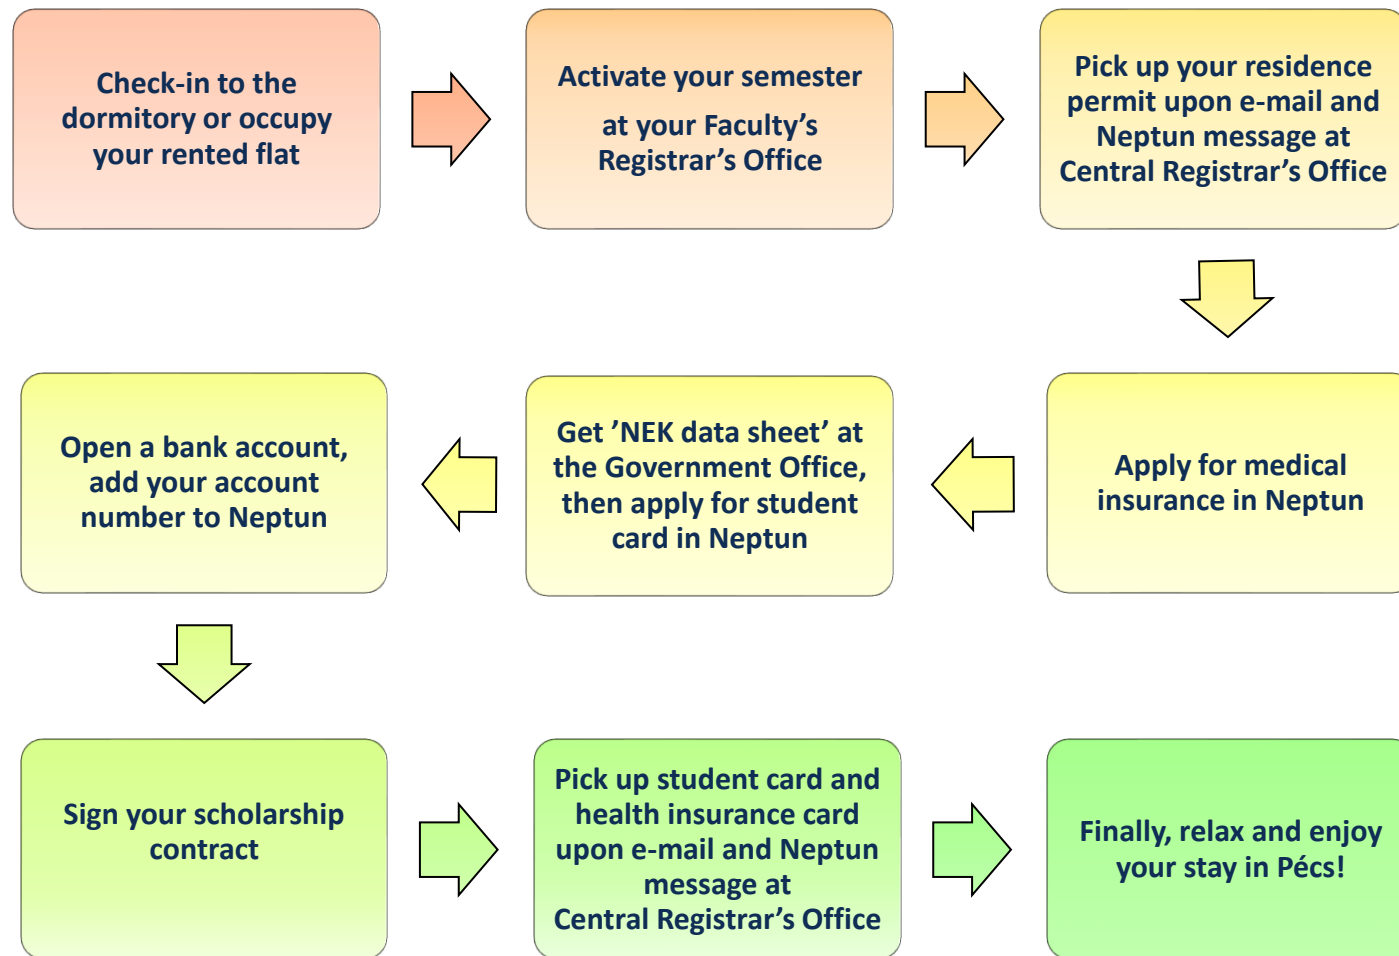 Check-in to the
dormitory or occupy
your rented flat
Activate your semester
at your Faculty’s
Registrar’s Office
Pick up your residence
permit upon e-mail and
Neptun message at
Central Registrar’s Office
Apply for medical
insurance in Neptun
Get ’NEK data sheet’ at
the Government Office,
then apply for student
card in Neptun
Open a bank account,
add your account
number to Neptun
Sign your scholarship
contract
Pick up student card and
health insurance card
upon e-mail and Neptun
message at
Central Registrar’s Office
Finally, relax and enjoy
your stay in Pécs!